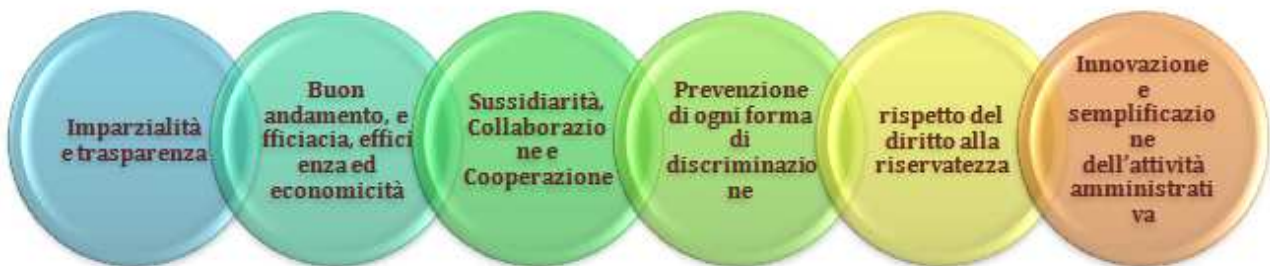 Imparzialità
e trasparenza
Buon
andamento, e
fficiacia, effici
enza ed
economicità
Sussidiarità,
Collaborazio
ne e
Cooperazione
Prevenzione
di ogni forma
di
discriminazio
ne
rispetto del
diritto alla
riservatezza
Innovazione
e
semplificazio
ne
dell'attività
amministrati
va